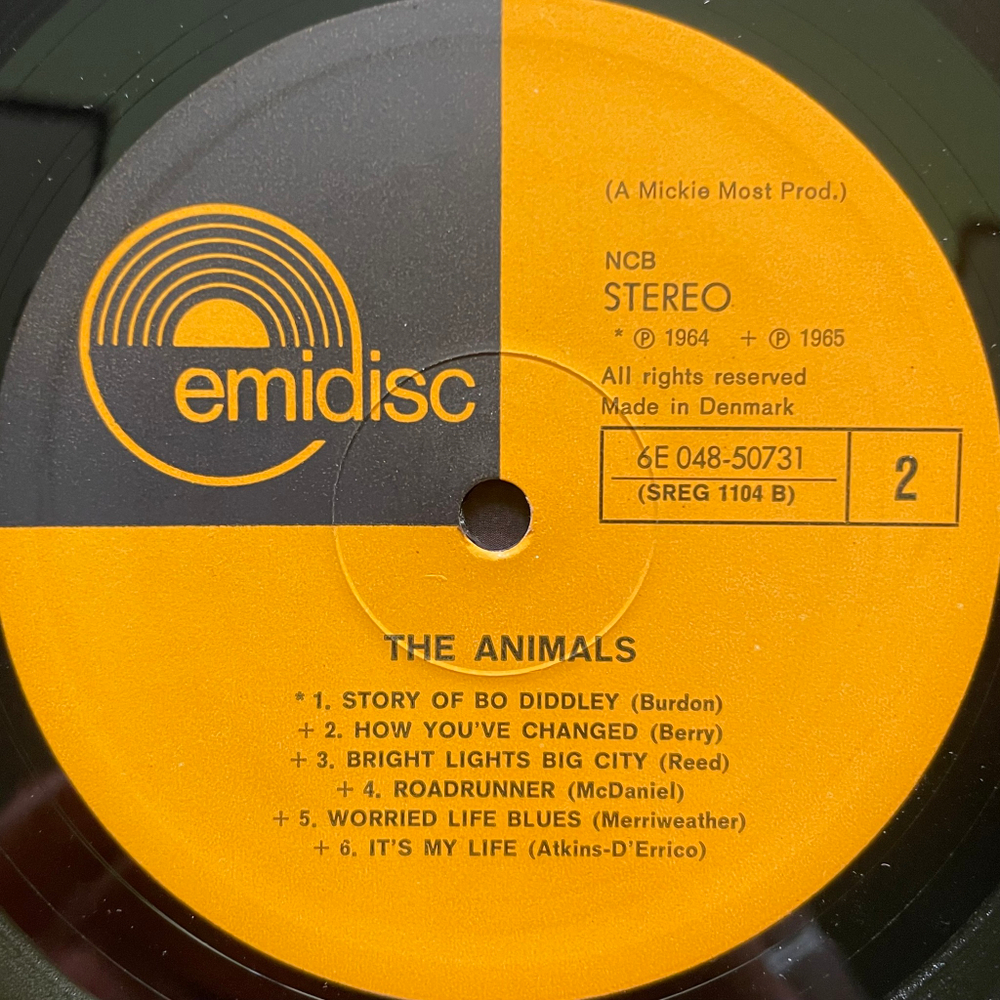 emidisc
(A Mickie Most Prod.)
NCB
STEREO
* ℗ 1964 + ℗ 1965
All rights reserved
Made in Denmark
6E 048-50731
(SREG 1104 B)
2
THE ANIMALS
* 1. STORY OF BO DIDDLEY (Burdon)
+ 2. HOW YOU'VE CHANGED (Berry)
+ 3. BRIGHT LIGHTS BIG CITY (Reed)
+ 4. ROADRUNNER (McDaniel)
+ 5. WORRIED LIFE BLUES (Merriweather)
+ 6. IT'S MY LIFE (Atkins-D'Errico)